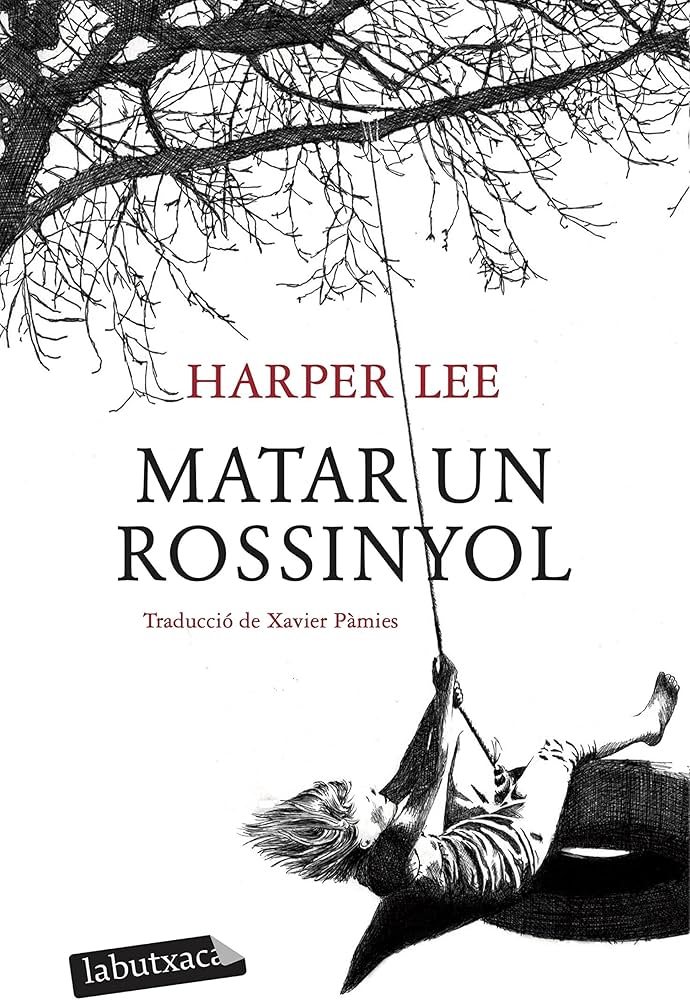 HARPER LEE
MATAR UN
ROSSINYOL
Traducció de Xavier Pàmies
labutxaca